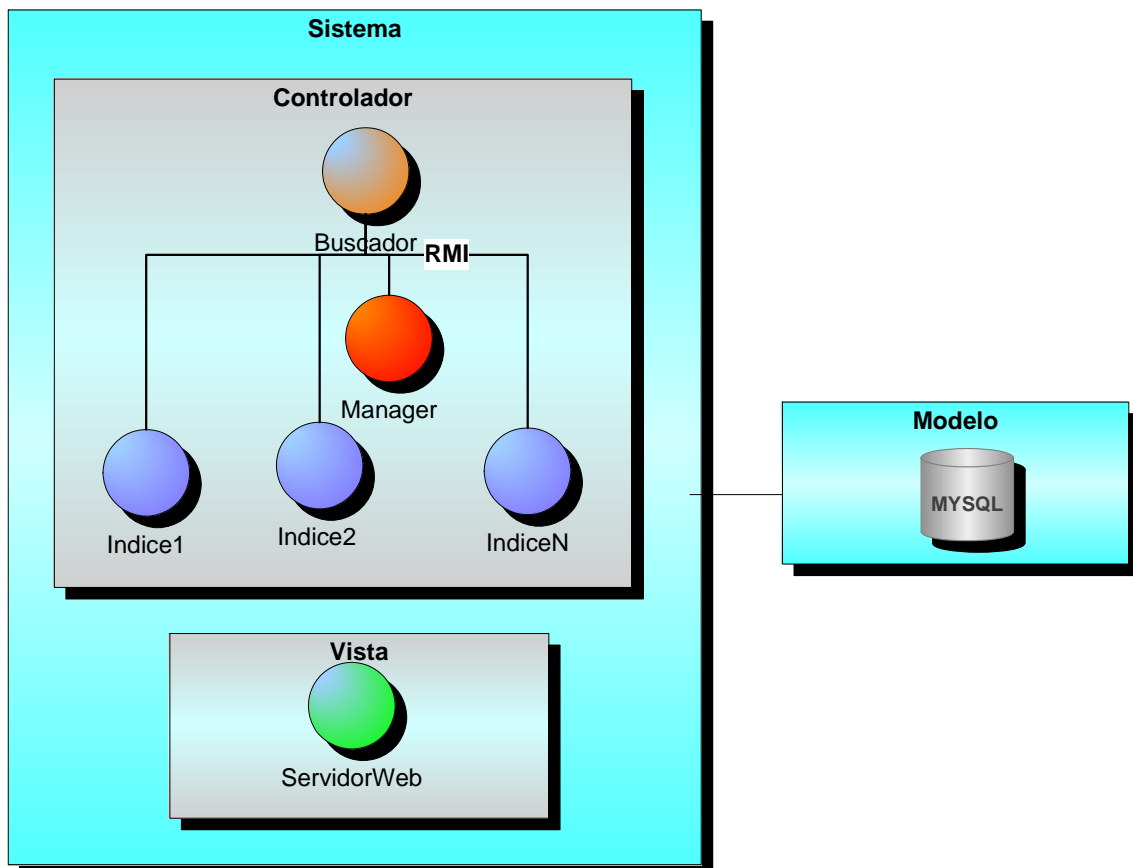 Sistema
Controlador
Buscador
RMI
Manager
Indice1
Indice2
IndiceN
Modelo
MYSQL
Vista
ServidorWeb